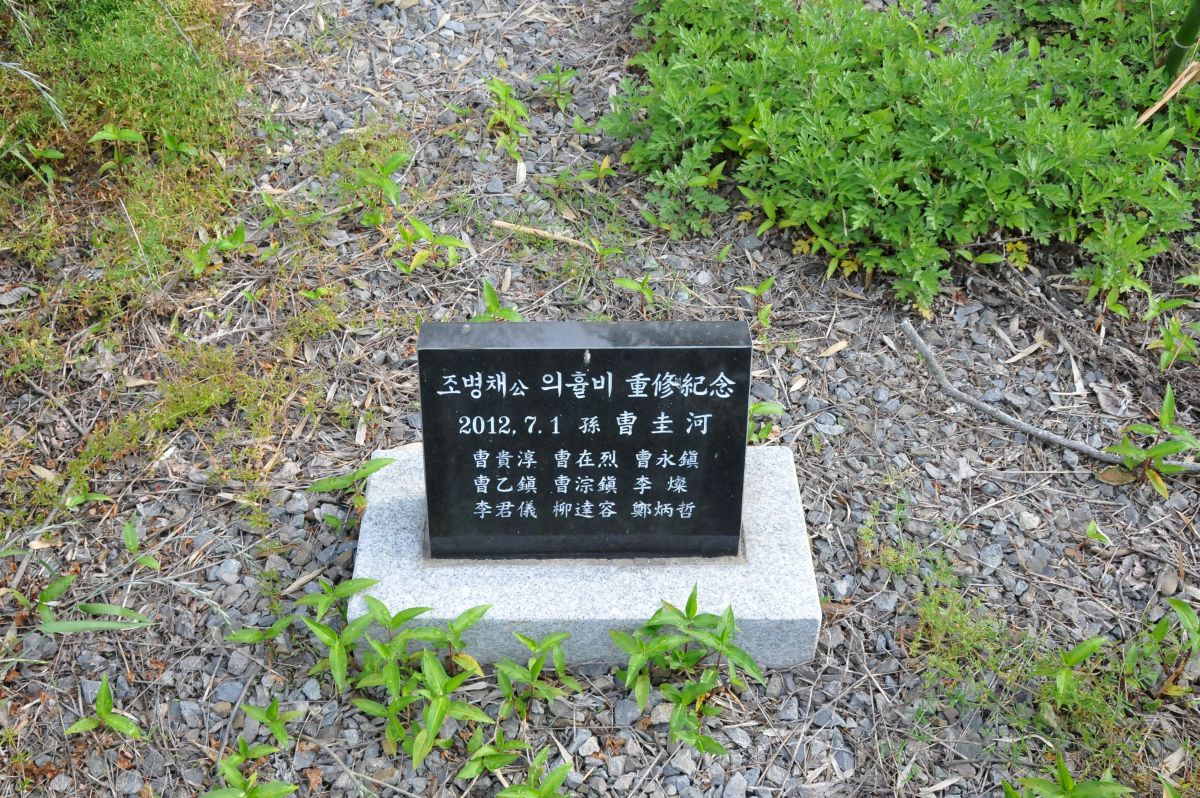 조병채公 의휼비 重修紀念
2012.7.1 孫 曺圭河
曺貴淳 曺在烈 曺永鎭
曺乙鎭 曺淙鎭 李燦
李君儀 柳達容 鄭炳哲